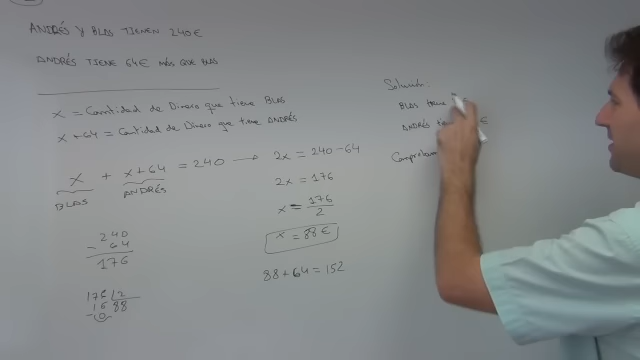 ANDRÉS Y BLAS TIENEN 240€
ANDRÉS TIENE 64€ MÁS QUE BLAS
x = Cantidad de Dinero que tiene BLAS
x+64 = Cantidad de Dinero que tiene ANDRÉS
x + x+64 = 240 → 2x = 240-64
BLAS ANDRÉS
2x = 176
x = 176/2
x = 88€
88+64 = 152
240
- 64
176
176 2
16 88
-0
Solución:
BLAS tiene
ANDRÉS €